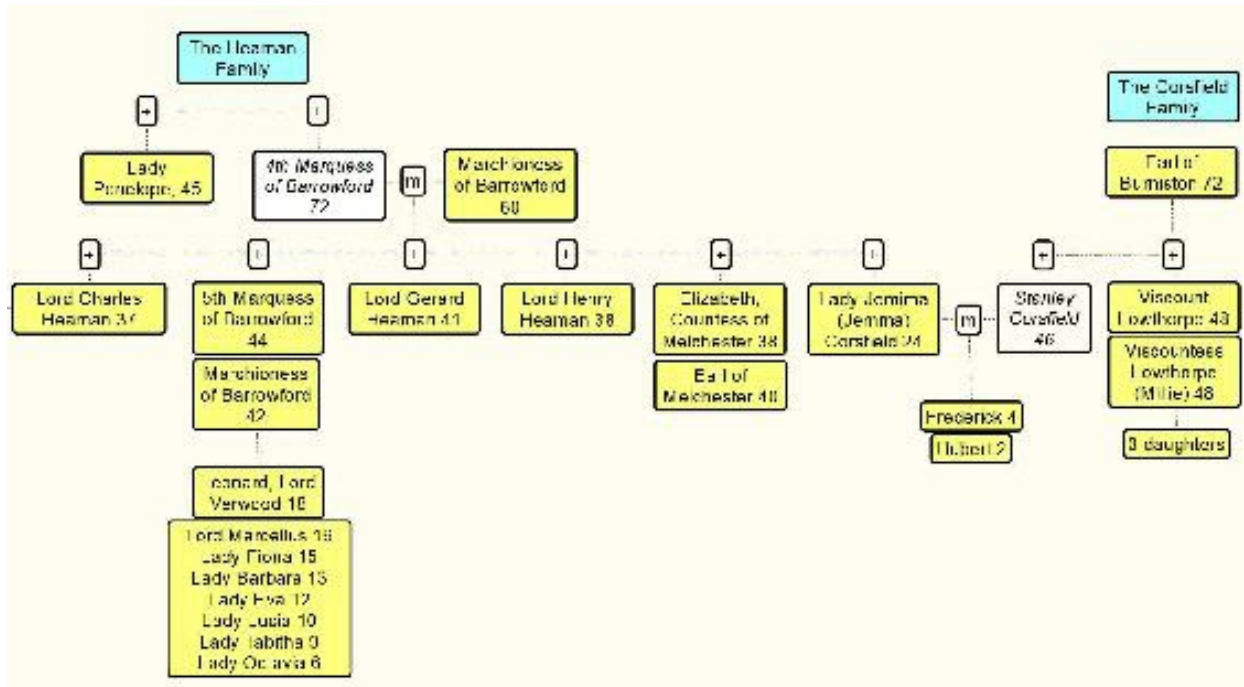 The Heaman
Family
The Corsfield
Family
+
Lady
Penelope, 45
4th Marquess
of Barrowford
72
m
Marchioness
of Barrowford
60
Earl of
Burniston 72
+
+
+
Lord Charles
Heaman 37
5th Marquess
of Barrowford
44
Marchioness
of Barrowford
42
Lord Gerard
Heaman 41
Lord Henry
Heaman 38
Elizabeth,
Countess of
Melchester 38
Earl of
Melchester 40
Lady Jemima
(Jemma)
Corsfield 24
m
+
Stanley
Corsfield
46
+
Viscount
Lowthorpe 48
Viscountess
Lowthorpe
(Millie) 48
Frederick 4
Hubert 2
3 daughters
Leonard, Lord
Verwood 18
Lord Marcellus 16
Lady Fiona 15
Lady Barbara 13
Lady Eva 12
Lady Lucia 10
Lady Tabitha
Lady Octavia 6